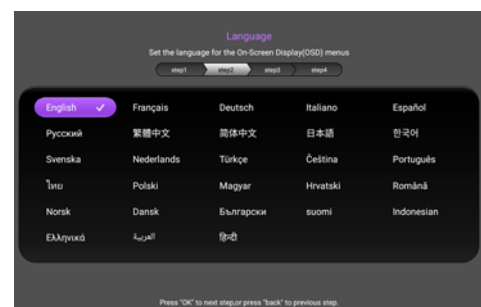 Language
Set the language for the On-Screen Display(OSD) menus
step1 step2 step3 step4
English Français Deutsch Italiano Español
Русский 繁體中文 简体中文 日本語 한국어
Svenska Nederlands Türkçe Čeština Português
ไทย Polski Magyar Hrvatski Română
Norsk Dansk Български suomi Indonesian
Ελληνικά العربية हिन्दी
Press "OK" to next step,or press "back" to previous step.